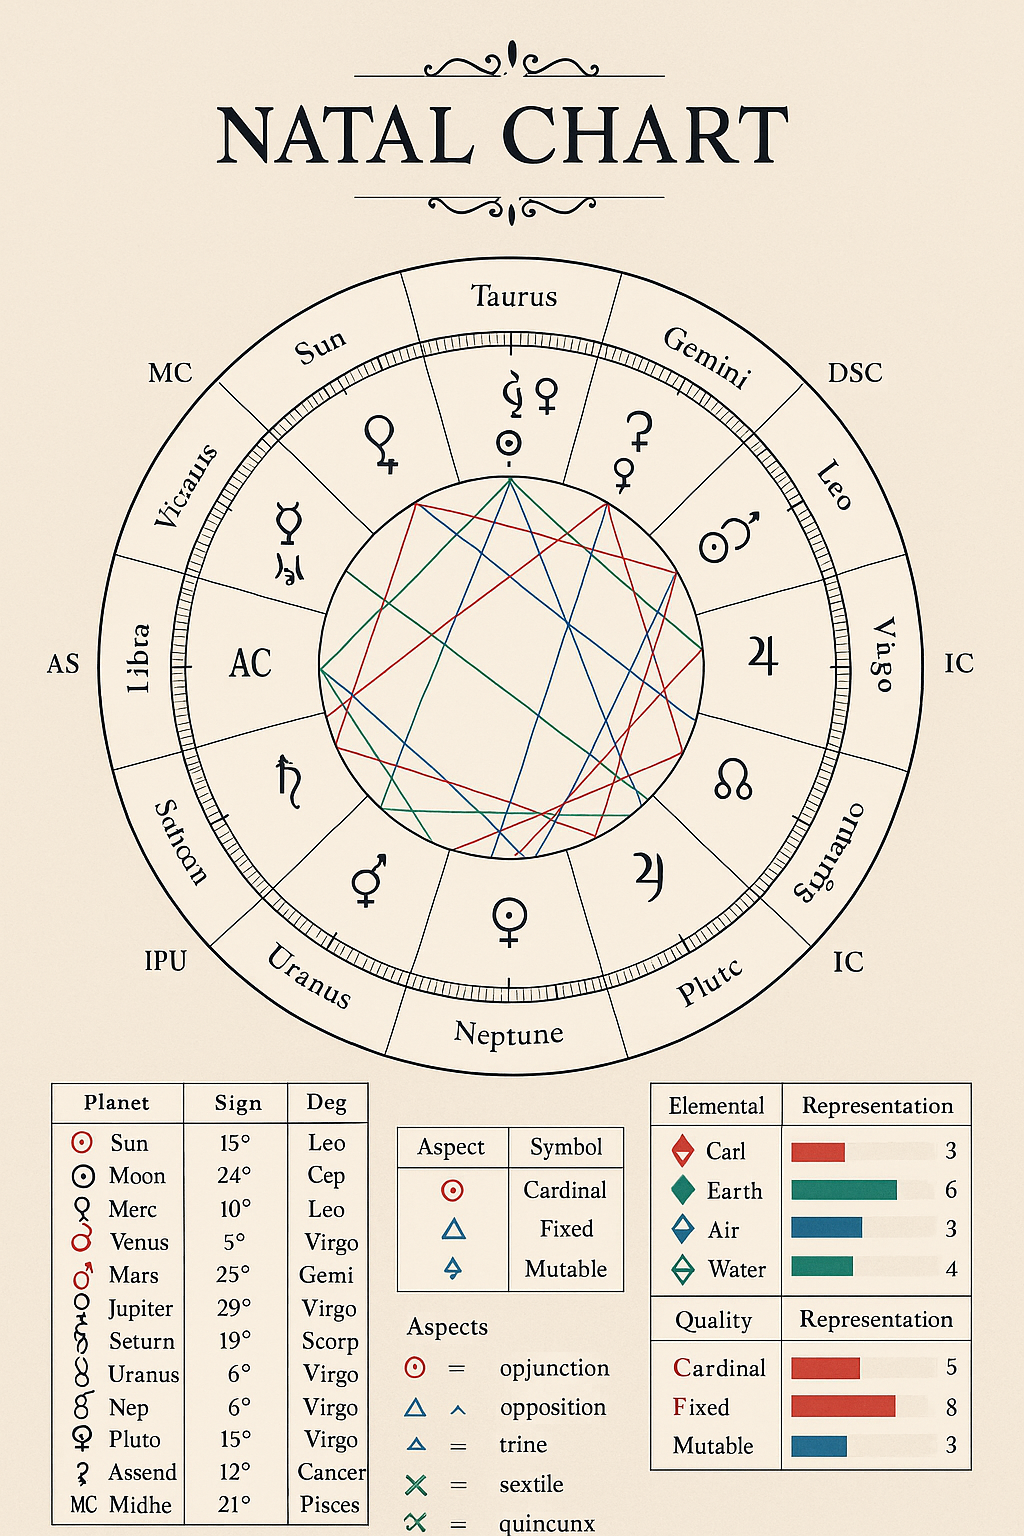 NATAL CHART
Taurus
Sun
Gemini
MC
DSC
Leo
Libra
AC
AS
Virgo
IC
IPU
IC
Uranus
Plutc
Neptune
Planet Sign Deg
Sun 15° Leo
Moon 24° Cep
Merc 10° Leo
Venus 5° Virgo
Mars 25° Gemi
Jupiter 29° Virgo
Seturn 19° Scorp
Uranus 6° Virgo
Nep 6° Virgo
Pluto 15° Virgo
Assend 12° Cancer
MC Midhe 21° Pisces
Aspect Symbol
Cardinal
Fixed
Mutable
Aspects
= opjunction
opposition
= trine
= sextile
= quincunx
Elemental Representation
Carl 3
Earth 6
Air 3
Water 4
Quality Representation
Cardinal 5
Fixed 8
Mutable 3